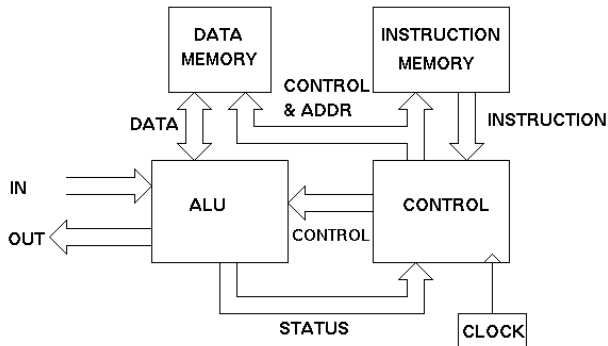 DATA
MEMORY
INSTRUCTION
MEMORY
CONTROL
& ADDR
DATA
INSTRUCTION
IN
ALU
CONTROL
OUT
CONTROL
STATUS
CLOCK